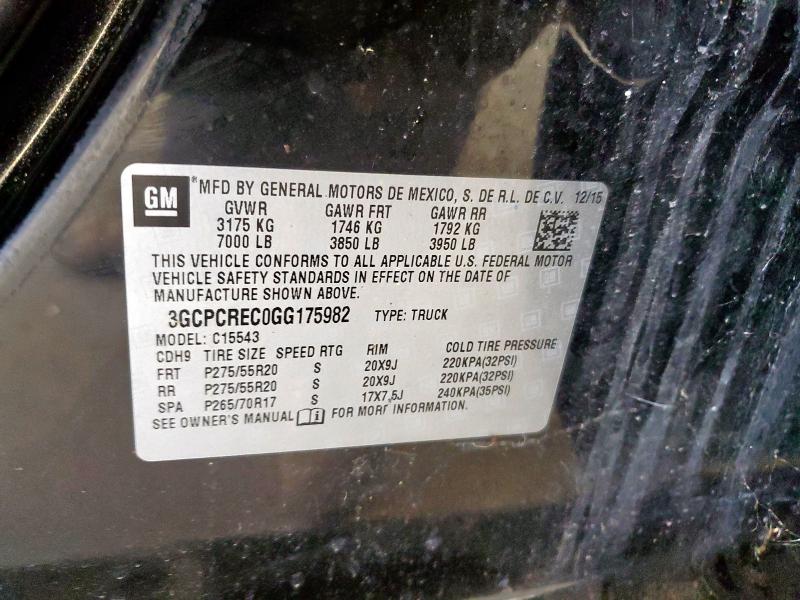 GM ® MFD BY GENERAL MOTORS DE MEXICO, S. DE R.L. DE C.V. 12/15
GVWR GAWR FRT GAWR RR
3175 KG 1746 KG 1792 KG
7000 LB 3850 LB 3950 LB
THIS VEHICLE CONFORMS TO ALL APPLICABLE U.S. FEDERAL MOTOR
VEHICLE SAFETY STANDARDS IN EFFECT ON THE DATE OF
MANUFACTURE SHOWN ABOVE.
3GCPCREC0GG175982 TYPE: TRUCK
MODEL: C15543
CDH9 TIRE SIZE SPEED RTG RIM COLD TIRE PRESSURE
FRT P275/55R20 S 20X9J 220KPA(32PSI)
RR P275/55R20 S 20X9J 220KPA(32PSI)
SPA P265/70R17 S 17X7.5J 240KPA(35PSI)
SEE OWNER'S MANUAL i FOR MORE INFORMATION.